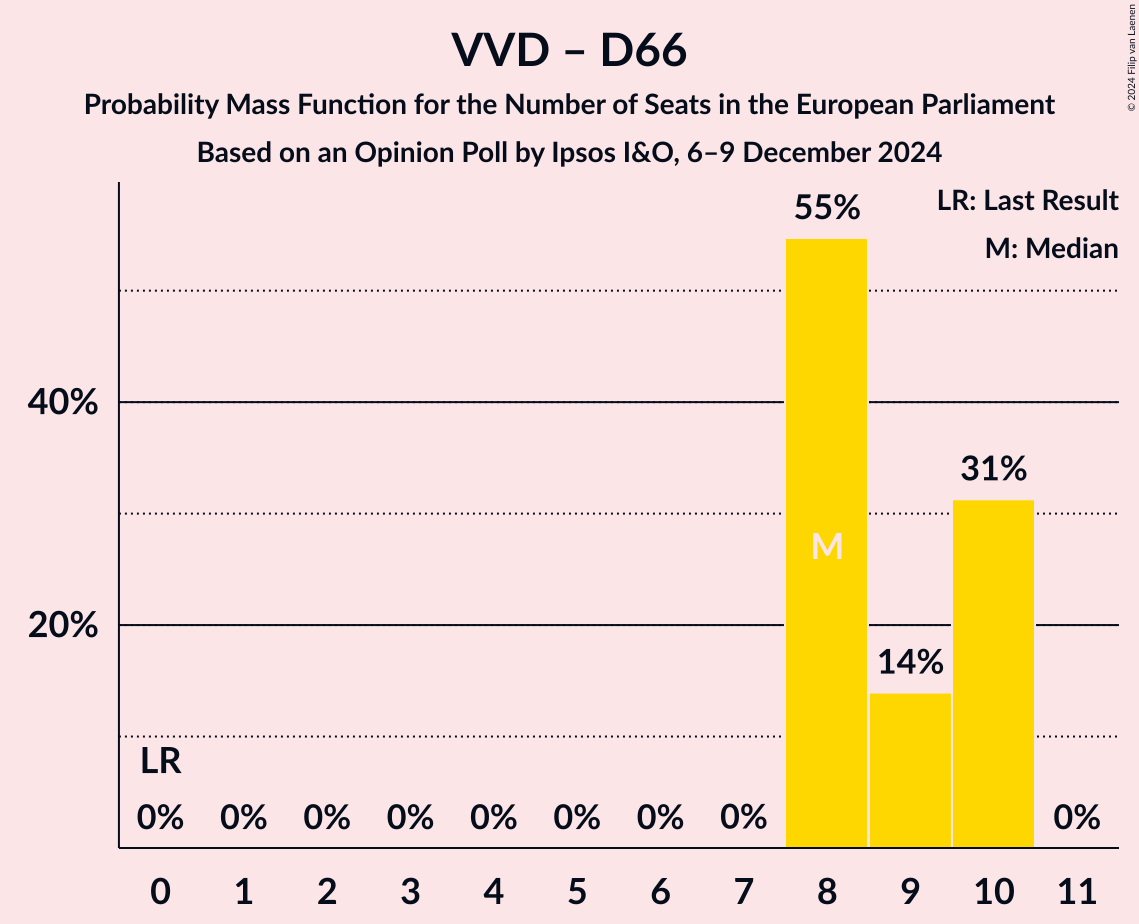 VVD – D66
Probability Mass Function for the Number of Seats in the European Parliament
Based on an Opinion Poll by Ipsos I&O, 6–9 December 2024
© 2024 Filip van Laenen
LR: Last Result
M: Median
55%
40%
31%
M
20%
14%
LR
0% 0% 0% 0% 0% 0% 0% 0% 0%
0 1 2 3 4 5 6 7 8 9 10 11